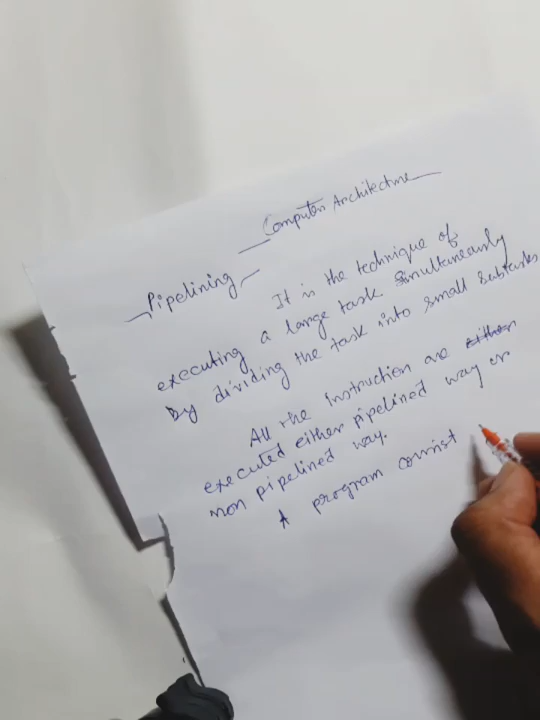 Computer Architecture
Pipelining
It is the technique of
executing a large task simultaneously
by dividing the task into small subtasks
All the instruction are either
executed either pipelined way or
non pipelined way.
A program consist